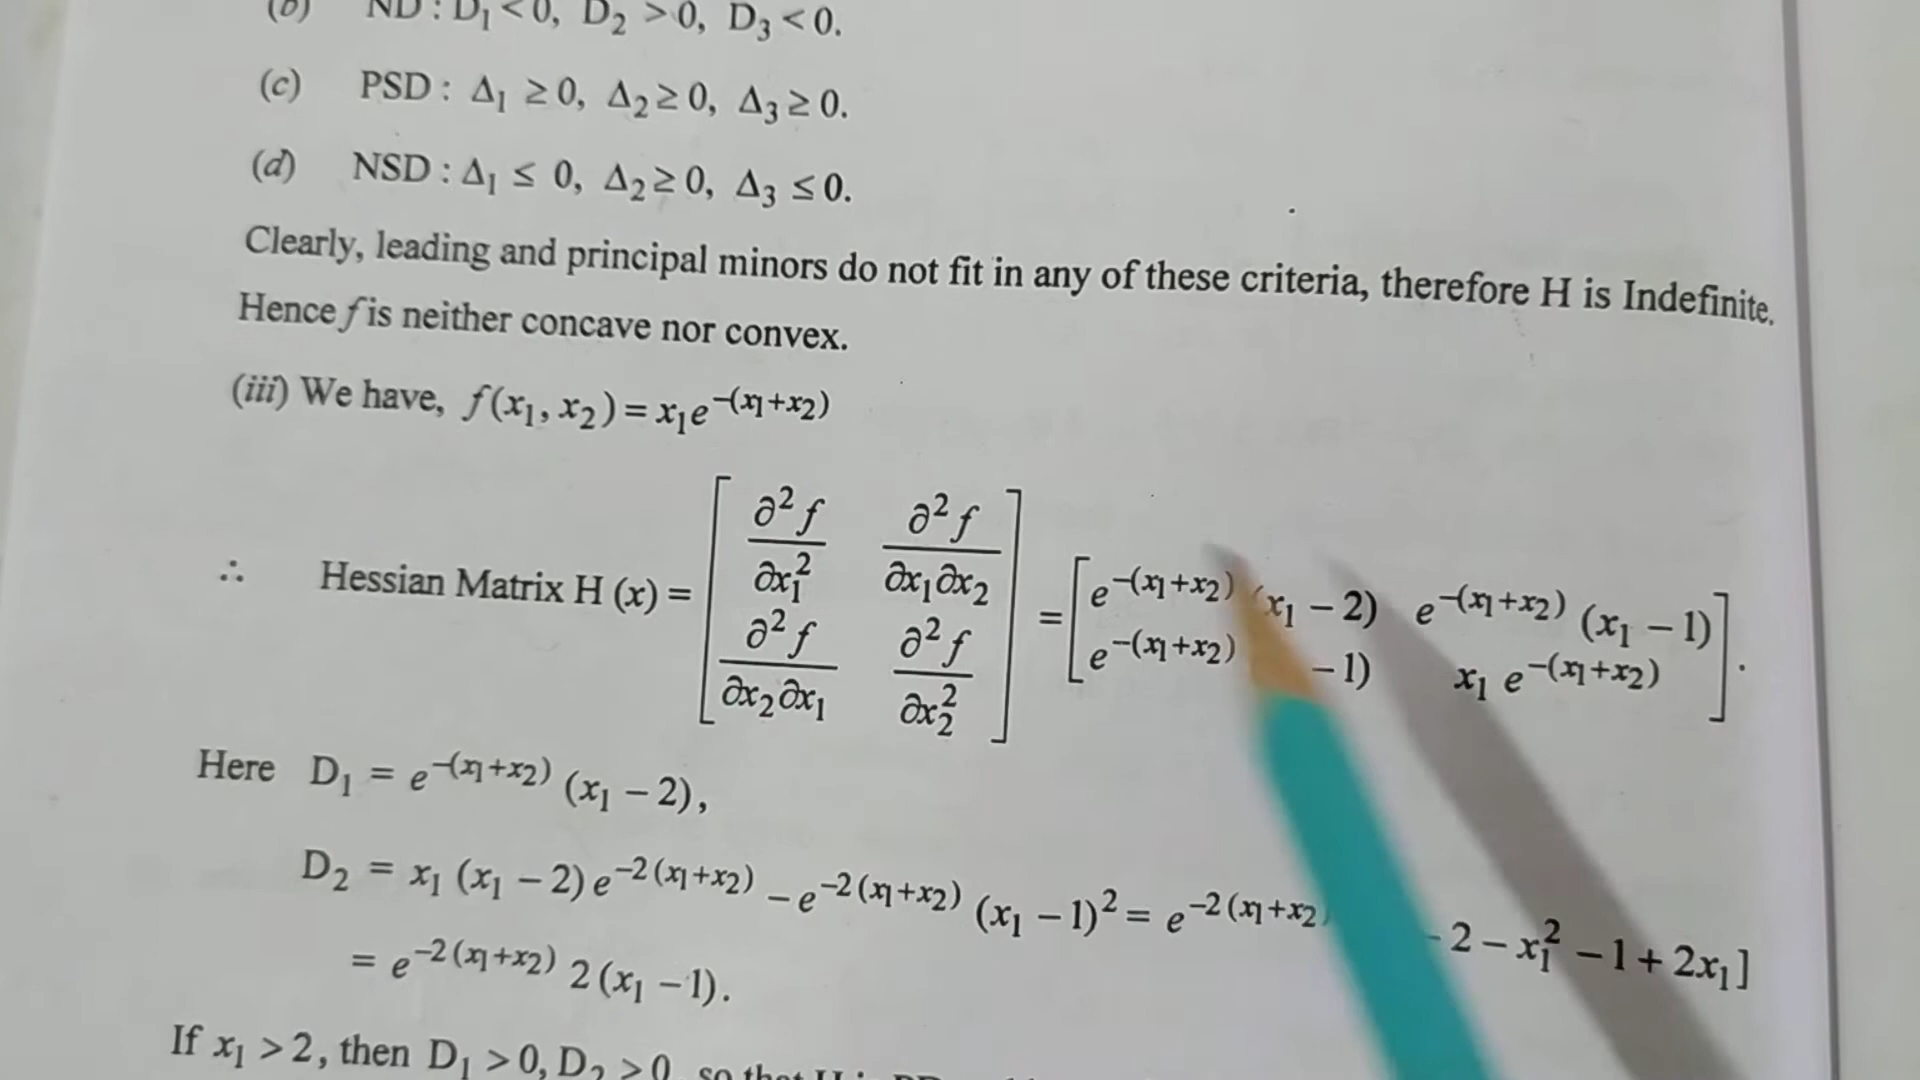 (b) ND : D₁ < 0, D₂ > 0, D₃ < 0.
(c) PSD : Δ₁ ≥ 0, Δ₂ ≥ 0, Δ₃ ≥ 0.
(d) NSD : Δ₁ ≤ 0, Δ₂ ≥ 0, Δ₃ ≤ 0.
Clearly, leading and principal minors do not fit in any of these criteria, therefore H is Indefinite.
Hence f is neither concave nor convex.
(iii) We have, f(x₁, x₂) = x₁e^{-(x₁+x₂)}
∴ Hessian Matrix H (x) = [∂²f/∂x₁² ∂²f/∂x₁∂x₂ ; ∂²f/∂x₂∂x₁ ∂²f/∂x₂²] = [e^{-(x₁+x₂)} (x₁ – 2) e^{-(x₁+x₂)} (x₁ – 1) ; e^{-(x₁+x₂)} – 1) x₁ e^{-(x₁+x₂)}].
Here D₁ = e^{-(x₁+x₂)} (x₁ – 2),
D₂ = x₁ (x₁ – 2) e^{-2(x₁+x₂)} – e^{-2(x₁+x₂)} (x₁ – 1)² = e^{-2(x₁+x₂)} - 2 – x₁² – 1 + 2x₁]
= e^{-2(x₁+x₂)} 2 (x₁ – 1).
If x₁ > 2, then D₁ > 0, D₂ > 0, so that H